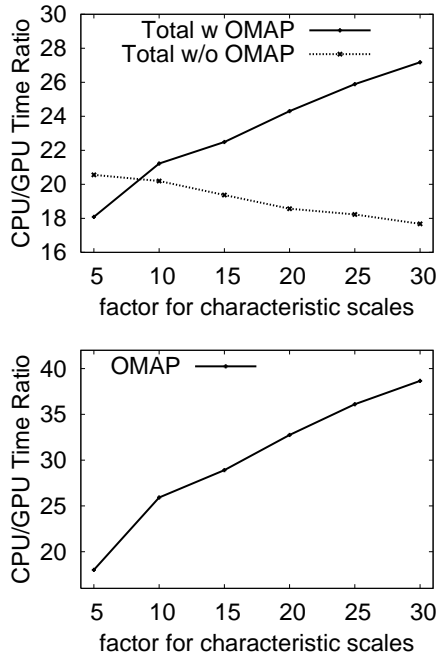 30
28
26
24
22
20
18
16
CPU/GPU Time Ratio
Total w OMAP
Total w/o OMAP
5 10 15 20 25 30
factor for characteristic scales
40
35
30
25
20
CPU/GPU Time Ratio
OMAP
5 10 15 20 25 30
factor for characteristic scales